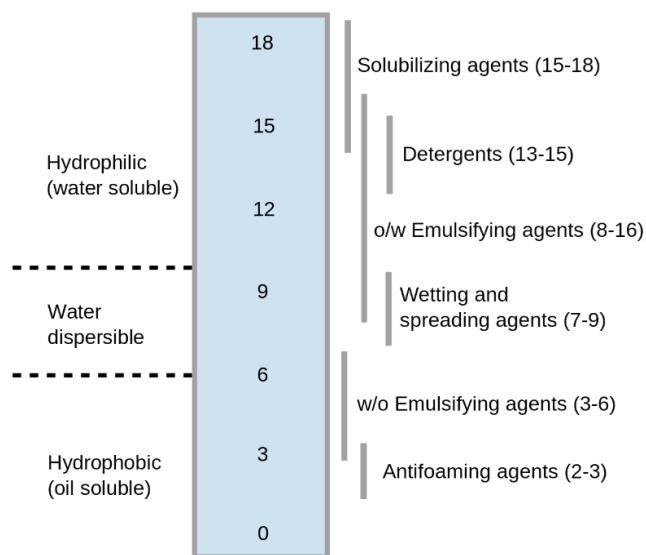 18
15
12
9
6
3
0
Hydrophilic
(water soluble)
Water
dispersible
Hydrophobic
(oil soluble)
Solubilizing agents (15-18)
Detergents (13-15)
o/w Emulsifying agents (8-16)
Wetting and
spreading agents (7-9)
w/o Emulsifying agents (3-6)
Antifoaming agents (2-3)